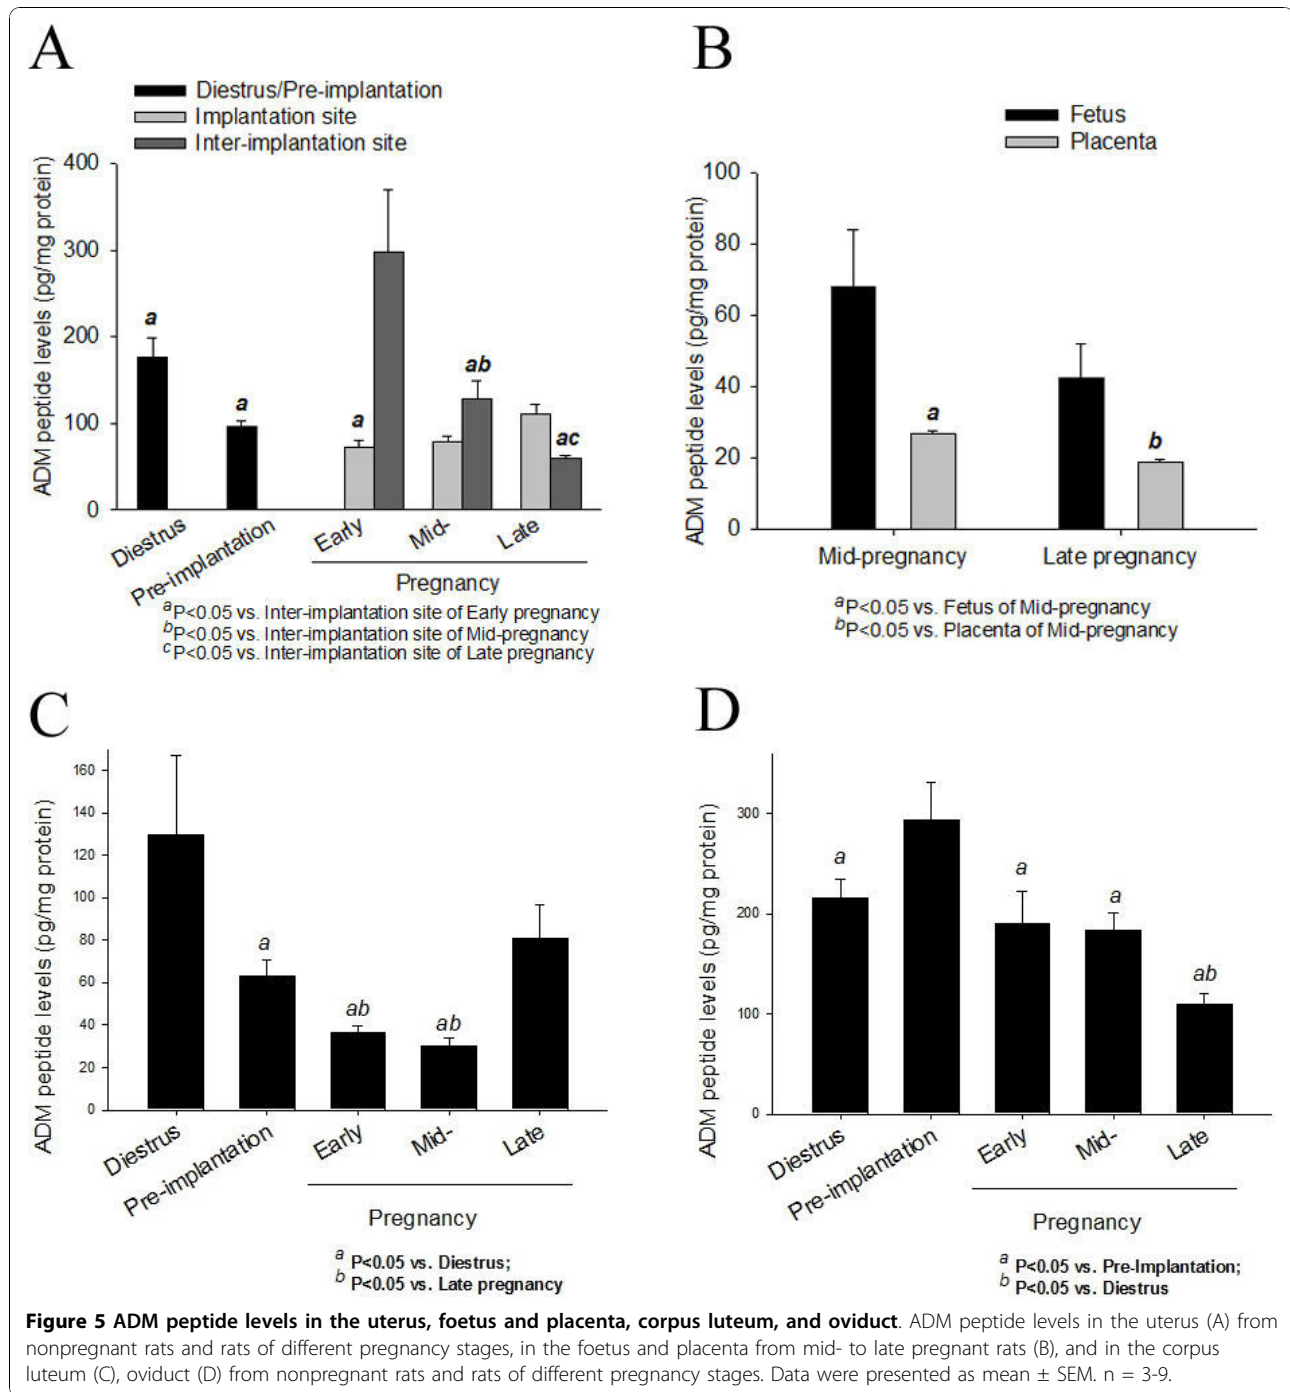 A
Diestrus/Pre-implantation
Implantation site
Inter-implantation site
ADM peptide levels (pg/mg protein)
400
300
200
100
0
a
a
a
ab
ac
Diestrus
Pre-implantation
Early
Mid-
Late
Pregnancy
aP<0.05 vs. Inter-implantation site of Early pregnancy
bP<0.05 vs. Inter-implantation site of Mid-pregnancy
cP<0.05 vs. Inter-implantation site of Late pregnancy
B
Fetus
Placenta
ADM peptide levels (pg/mg protein)
100
80
60
40
20
0
a
b
Mid-pregnancy
Late pregnancy
aP<0.05 vs. Fetus of Mid-pregnancy
bP<0.05 vs. Placenta of Mid-pregnancy
C
ADM peptide levels (pg/mg protein)
160
140
120
100
80
60
40
20
0
a
ab
ab
Diestrus
Pre-implantation
Early
Mid-
Late
Pregnancy
a P<0.05 vs. Diestrus;
b P<0.05 vs. Late pregnancy
D
ADM peptide levels (pg/mg protein)
300
200
100
0
a
a
a
ab
Diestrus
Pre-implantation
Early
Mid-
Late
Pregnancy
a P<0.05 vs. Pre-Implantation;
b P<0.05 vs. Diestrus
Figure 5 ADM peptide levels in the uterus, foetus and placenta, corpus luteum, and oviduct. ADM peptide levels in the uterus (A) from
nonpregnant rats and rats of different pregnancy stages, in the foetus and placenta from mid- to late pregnant rats (B), and in the corpus
luteum (C), oviduct (D) from nonpregnant rats and rats of different pregnancy stages. Data were presented as mean ± SEM. n = 3-9.